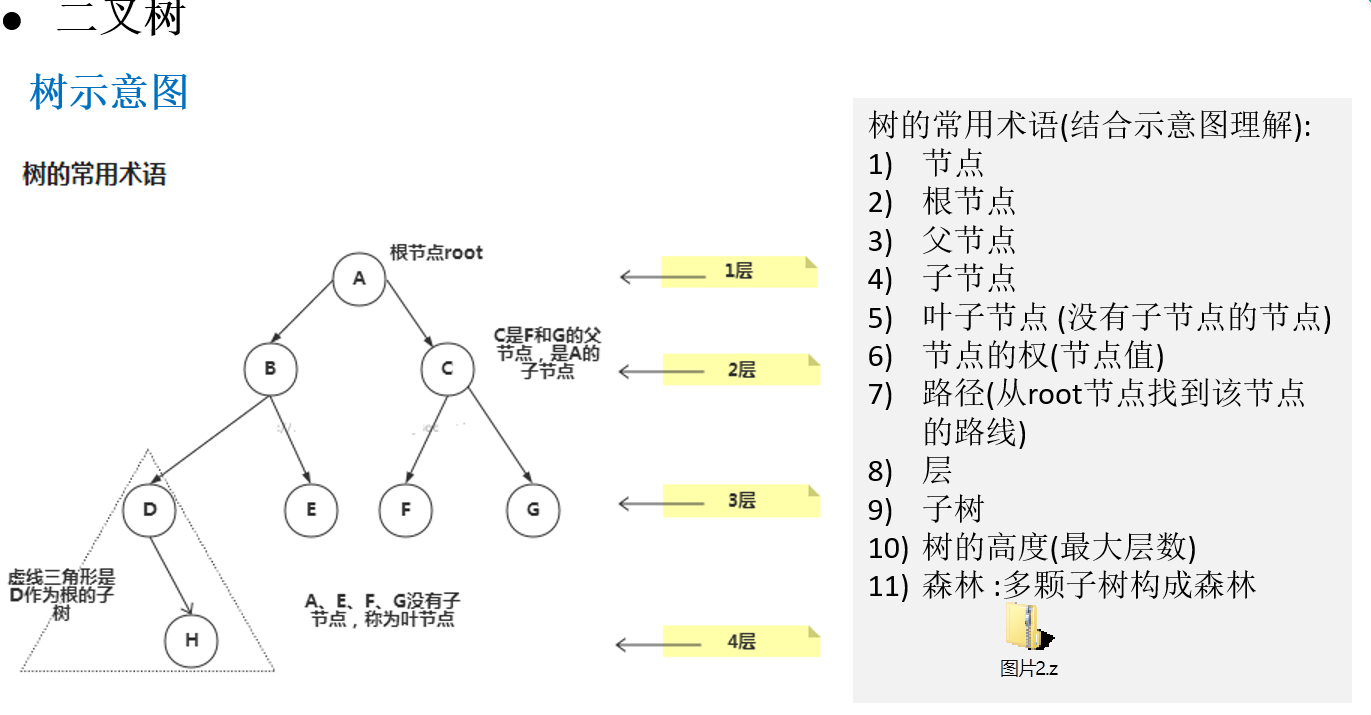 ● 二叉树
树示意图
树的常用术语
根节点root
A
1层
B
C
C是F和G的父
节点，是A的
子节点
2层
D
E
F
G
3层
虚线三角形是
D作为根的子
树
H
A、E、F、G没有子
节点，称为叶节点
4层
树的常用术语(结合示意图理解):
1) 节点
2) 根节点
3) 父节点
4) 子节点
5) 叶子节点 (没有子节点的节点)
6) 节点的权(节点值)
7) 路径(从root节点找到该节点
的路线)
8) 层
9) 子树
10) 树的高度(最大层数)
11) 森林 :多颗子树构成森林
图片2.z